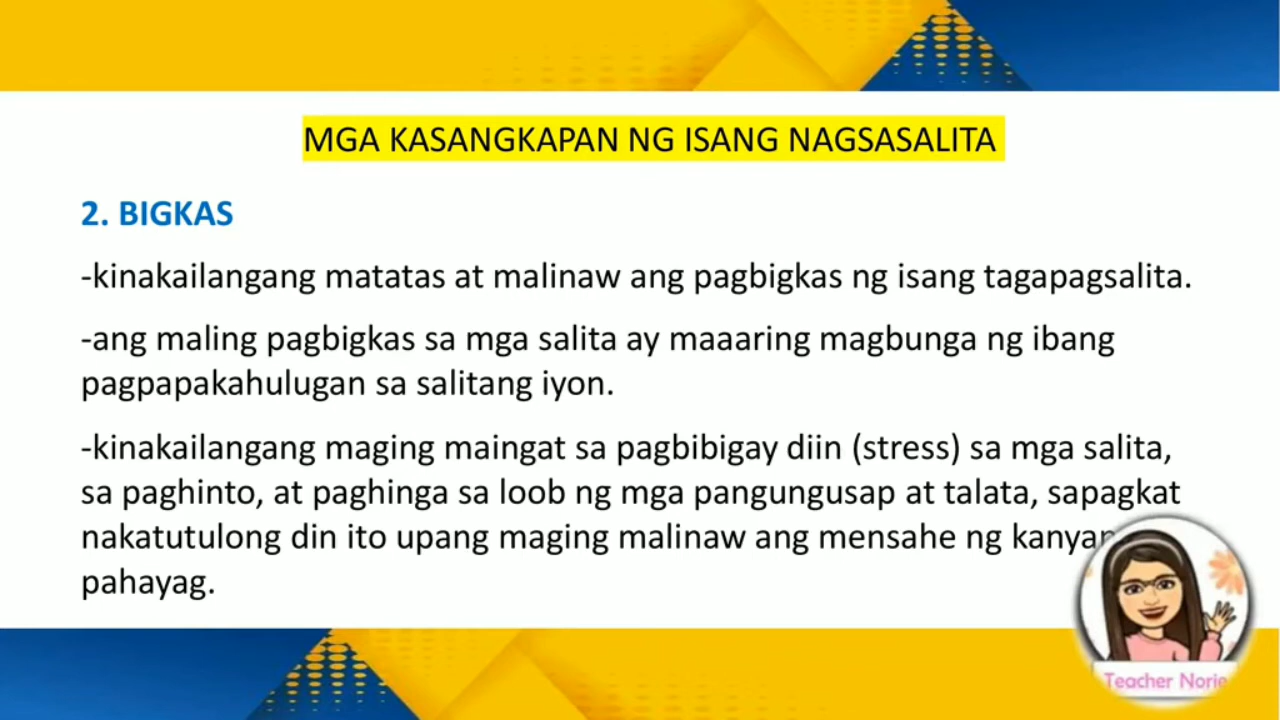 MGA KASANGKAPAN NG ISANG NAGSASALITA
2. BIGKAS
-kinakailangang matatas at malinaw ang pagbigkas ng isang tagapagsalita.
-ang maling pagbigkas sa mga salita ay maaaring magbunga ng ibang
pagpapakahulugan sa salitang iyon.
-kinakailangang maging maingat sa pagbibigay diin (stress) sa mga salita,
sa paghinto, at paghinga sa loob ng mga pangungusap at talata, sapagkat
nakatutulong din ito upang maging malinaw ang mensahe ng
pahayag.
Teacher Norie